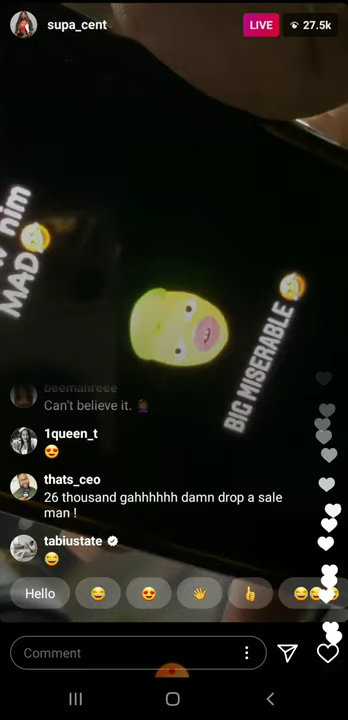 supa_cent
LIVE
27.5k
MAD
BIG MISERABLE
beemanreee
Can't believe it.
1queen_t
thats_ceo
26 thousand gahhhhhh damn drop a sale
man !
tabiustate
Hello
Comment